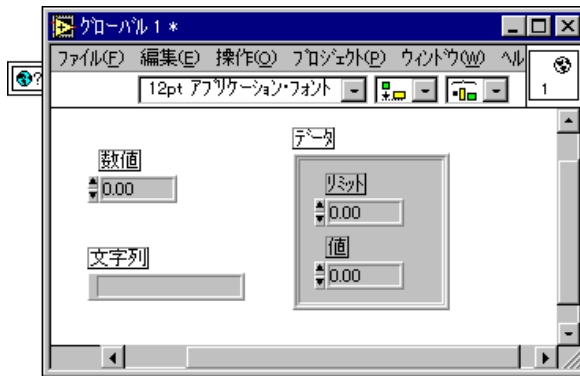 グローバル 1 *
ファイル(F) 編集(E) 操作(O) プロジェクト(P) ウィンドウ(W) ヘル
?
12pt アプリケーション・フォント
1
データ
数値
0.00
リミット
0.00
文字列
値
0.00